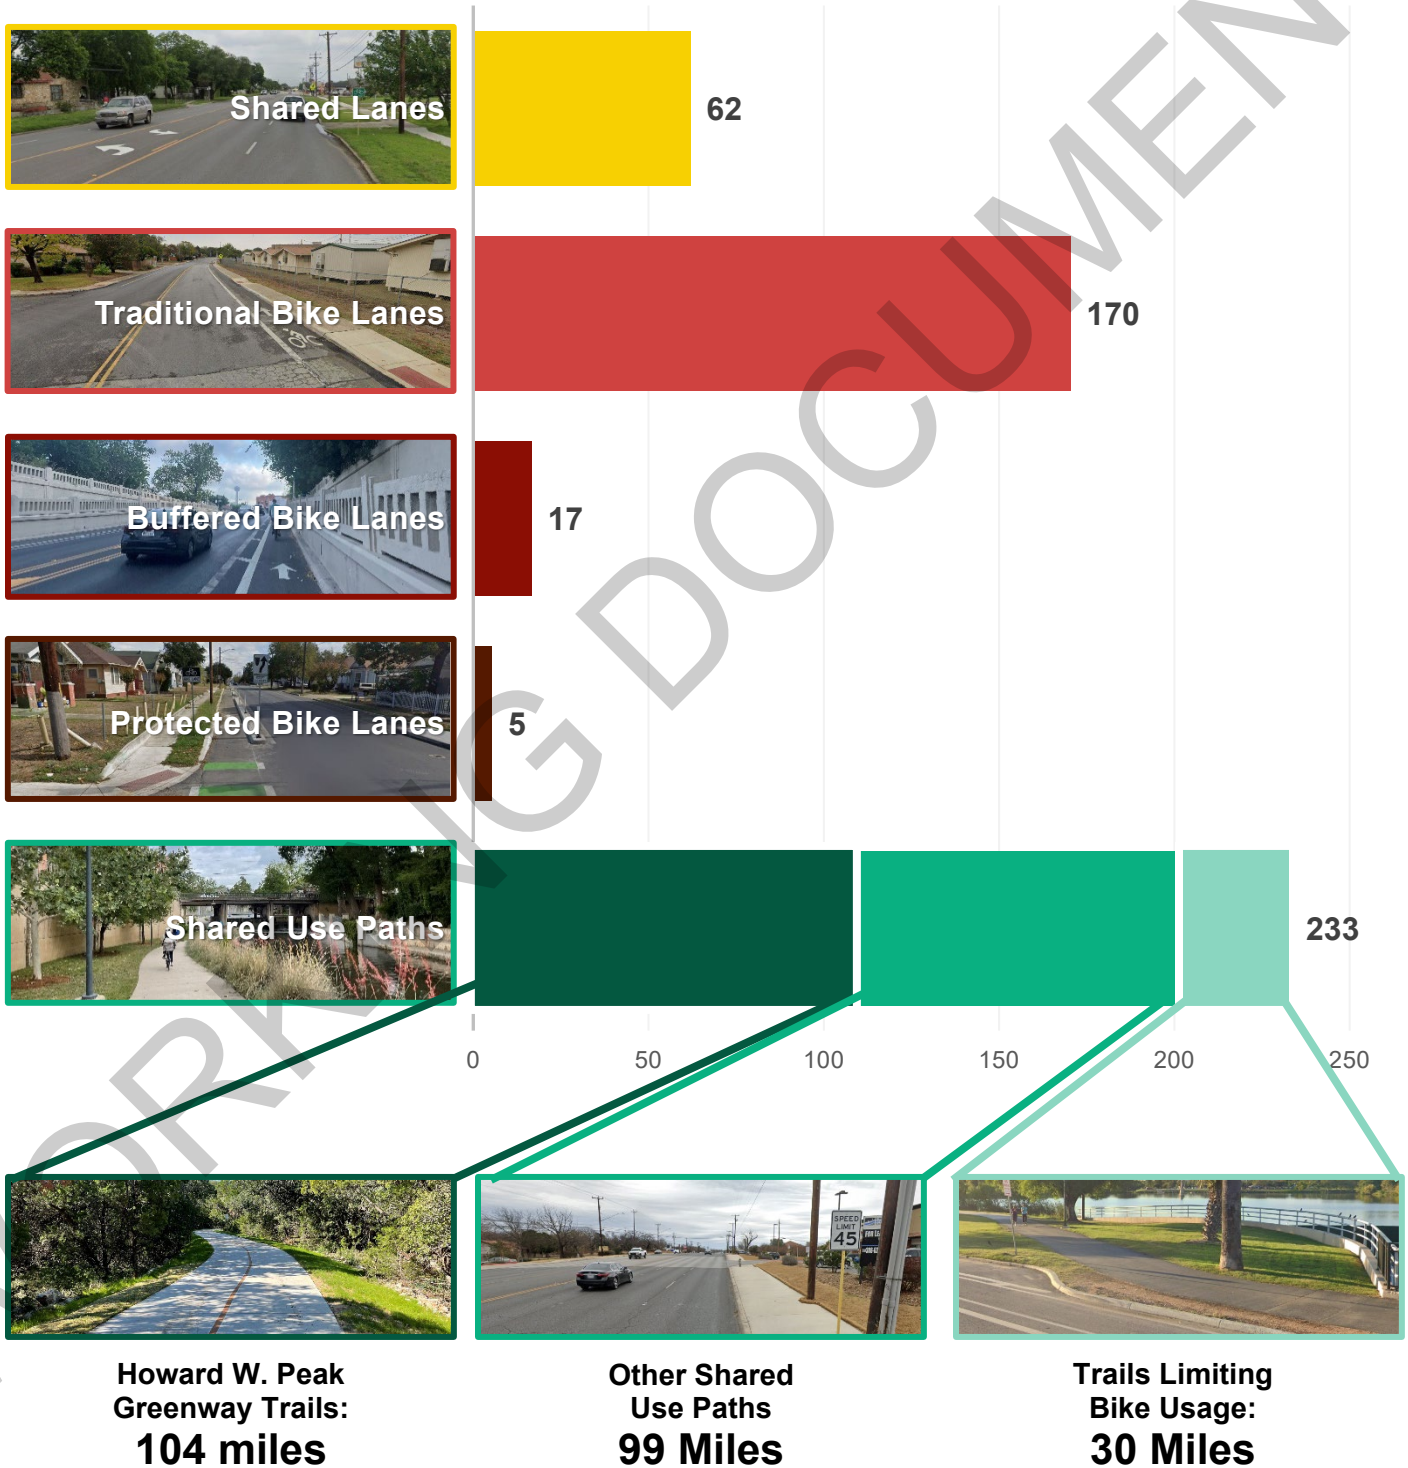 Shared Lanes
62
Traditional Bike Lanes
170
Buffered Bike Lanes
17
Protected Bike Lanes
5
Shared Use Paths
233
0 50 100 150 200 250
SPEED
LIMIT
45
Howard W. Peak
Greenway Trails:
104 miles
Other Shared
Use Paths
99 Miles
Trails Limiting
Bike Usage:
30 Miles
ORKING DOCUMEN